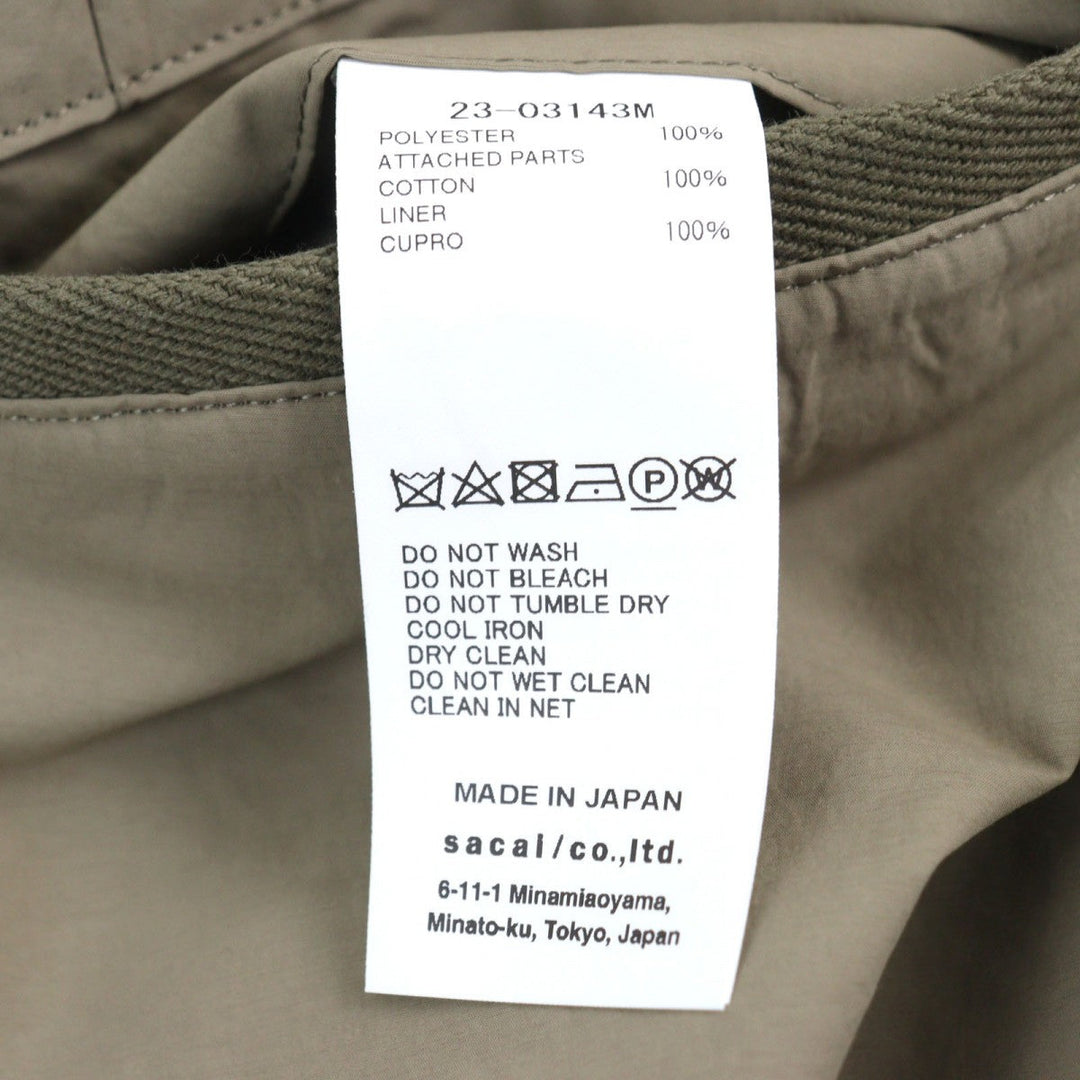 23-03143M
POLYESTER 100%
ATTACHED PARTS
COTTON 100%
LINER
CUPRO 100%
P W
DO NOT WASH
DO NOT BLEACH
DO NOT TUMBLE DRY
COOL IRON
DRY CLEAN
DO NOT WET CLEAN
CLEAN IN NET
MADE IN JAPAN
sacai/co.,ltd.
6-11-1 Minamiaoyama,
Minato-ku, Tokyo, Japan